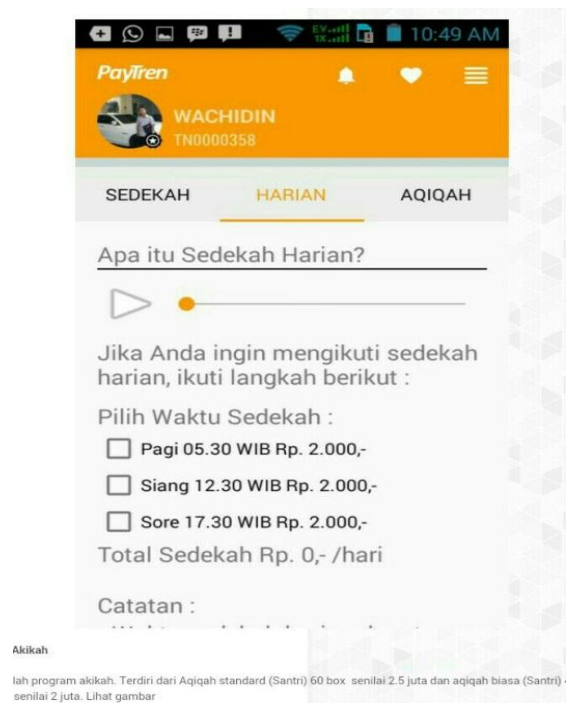 EV
1X
10:49 AM
PayTren
WACHIDIN
TN0000358
SEDEKAH HARIAN AQIQAH
Apa itu Sedekah Harian?
Jika Anda ingin mengikuti sedekah
harian, ikuti langkah berikut :
Pilih Waktu Sedekah :
Pagi 05.30 WIB Rp. 2.000,-
Siang 12.30 WIB Rp. 2.000,-
Sore 17.30 WIB Rp. 2.000,-
Total Sedekah Rp. 0,- /hari
Catatan :
Akikah
lah program akikah. Terdiri dari Aqiqah standard (Santri) 60 box senilai 2.5 juta dan aqiqah biasa (Santri)
senilai 2 juta. Lihat gambar